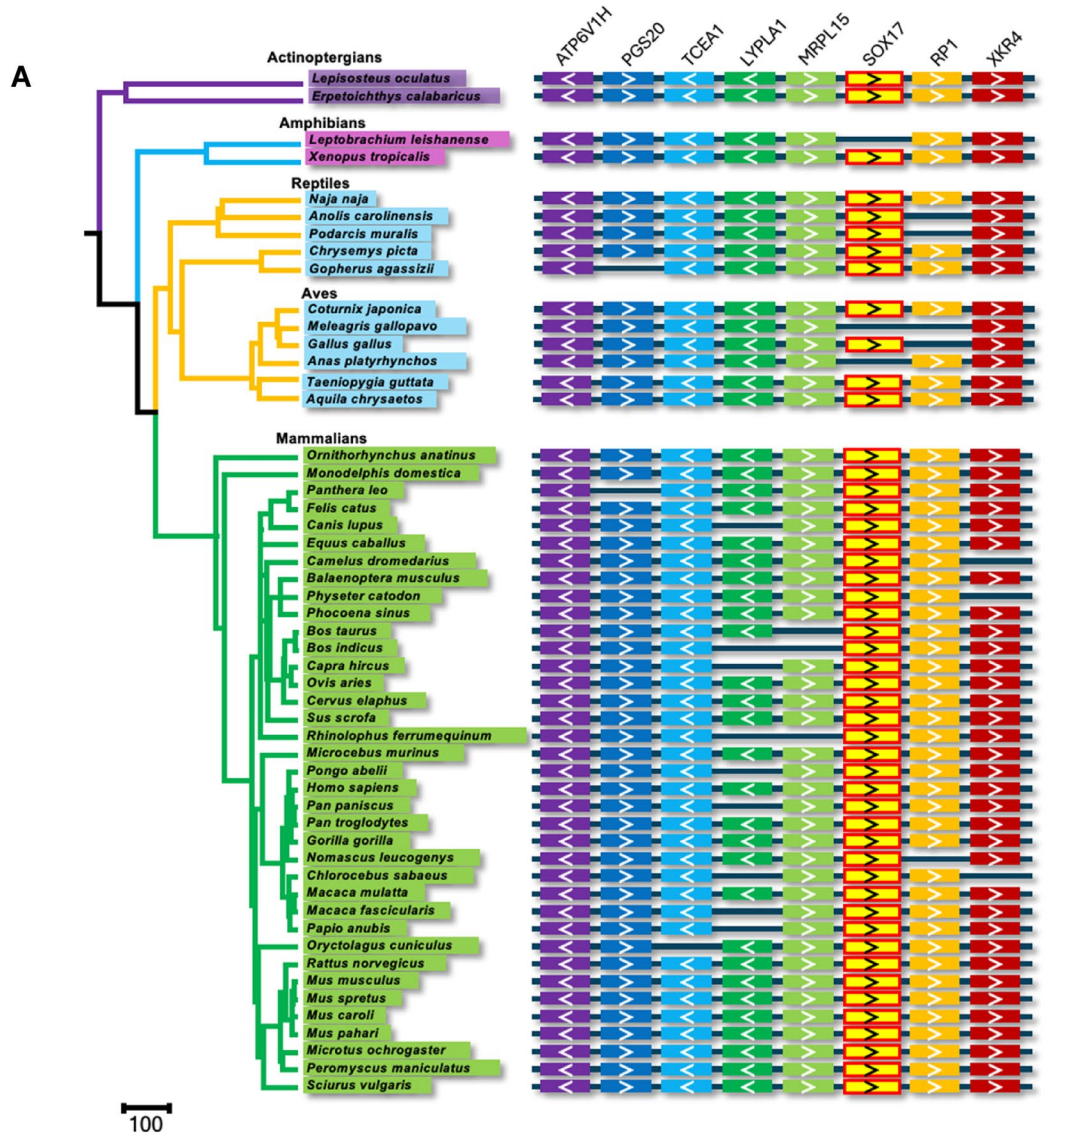 A
ATP6V1H PGS20 TCEA1 LYPLA1 MRPL15 SOX17 RP1 XKR4
Actinoptergians
Lepisosteus oculatus
Erpetoichthys calabaricus
Amphibians
Leptobrachium leishanense
Xenopus tropicalis
Reptiles
Naja naja
Anolis carolinensis
Podarcis muralis
Chrysemys picta
Gopherus agassizii
Aves
Coturnix japonica
Meleagris gallopavo
Gallus gallus
Anas platyrhynchos
Taeniopygia guttata
Aquila chrysaetos
Mammalians
Ornithorhynchus anatinus
Monodelphis domestica
Panthera leo
Felis catus
Canis lupus
Equus caballus
Camelus dromedarius
Balaenoptera musculus
Physeter catodon
Phocoena sinus
Bos taurus
Bos indicus
Capra hircus
Ovis aries
Cervus elaphus
Sus scrofa
Rhinolophus ferrumequinum
Microcebus murinus
Pongo abelii
Homo sapiens
Pan paniscus
Pan troglodytes
Gorilla gorilla
Nomascus leucogenys
Chlorocebus sabaeus
Macaca mulatta
Macaca fascicularis
Papio anubis
Oryctolagus cuniculus
Rattus norvegicus
Mus musculus
Mus spretus
Mus caroli
Mus pahari
Microtus ochrogaster
Peromyscus maniculatus
Sciurus vulgaris
100